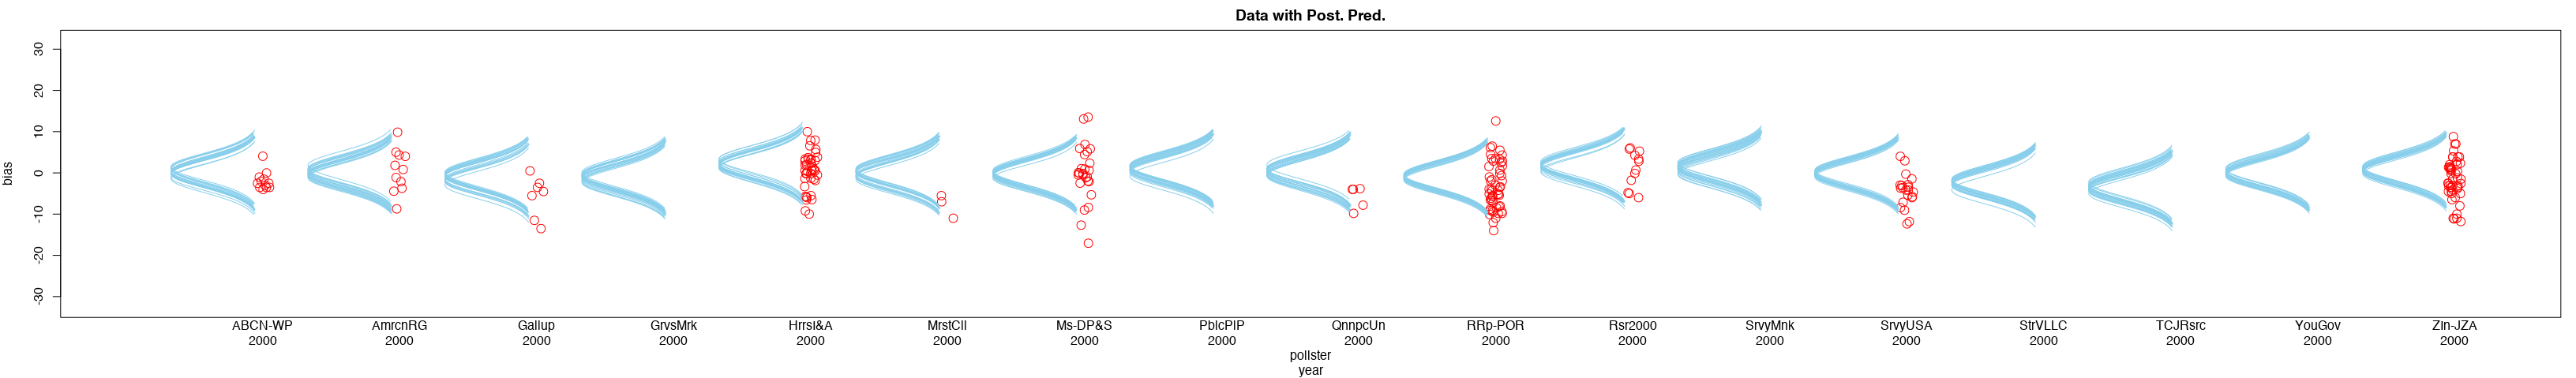 Data with Post. Pred.
30
20
10
0
-10
-20
-30
bias
ABCN-WP AmrcnRG Gallup GrvsMrk HrrsI&A MrstCll Ms-DP&S PblcPIP QnnpcUn RRp-POR Rsr2000 SrvyMnk SrvyUSA StrVLLC TCJRsrc YouGov Zln-JZA
2000 2000 2000 2000 2000 2000 2000 2000 2000 2000 2000 2000 2000 2000 2000 2000 2000
pollster
year